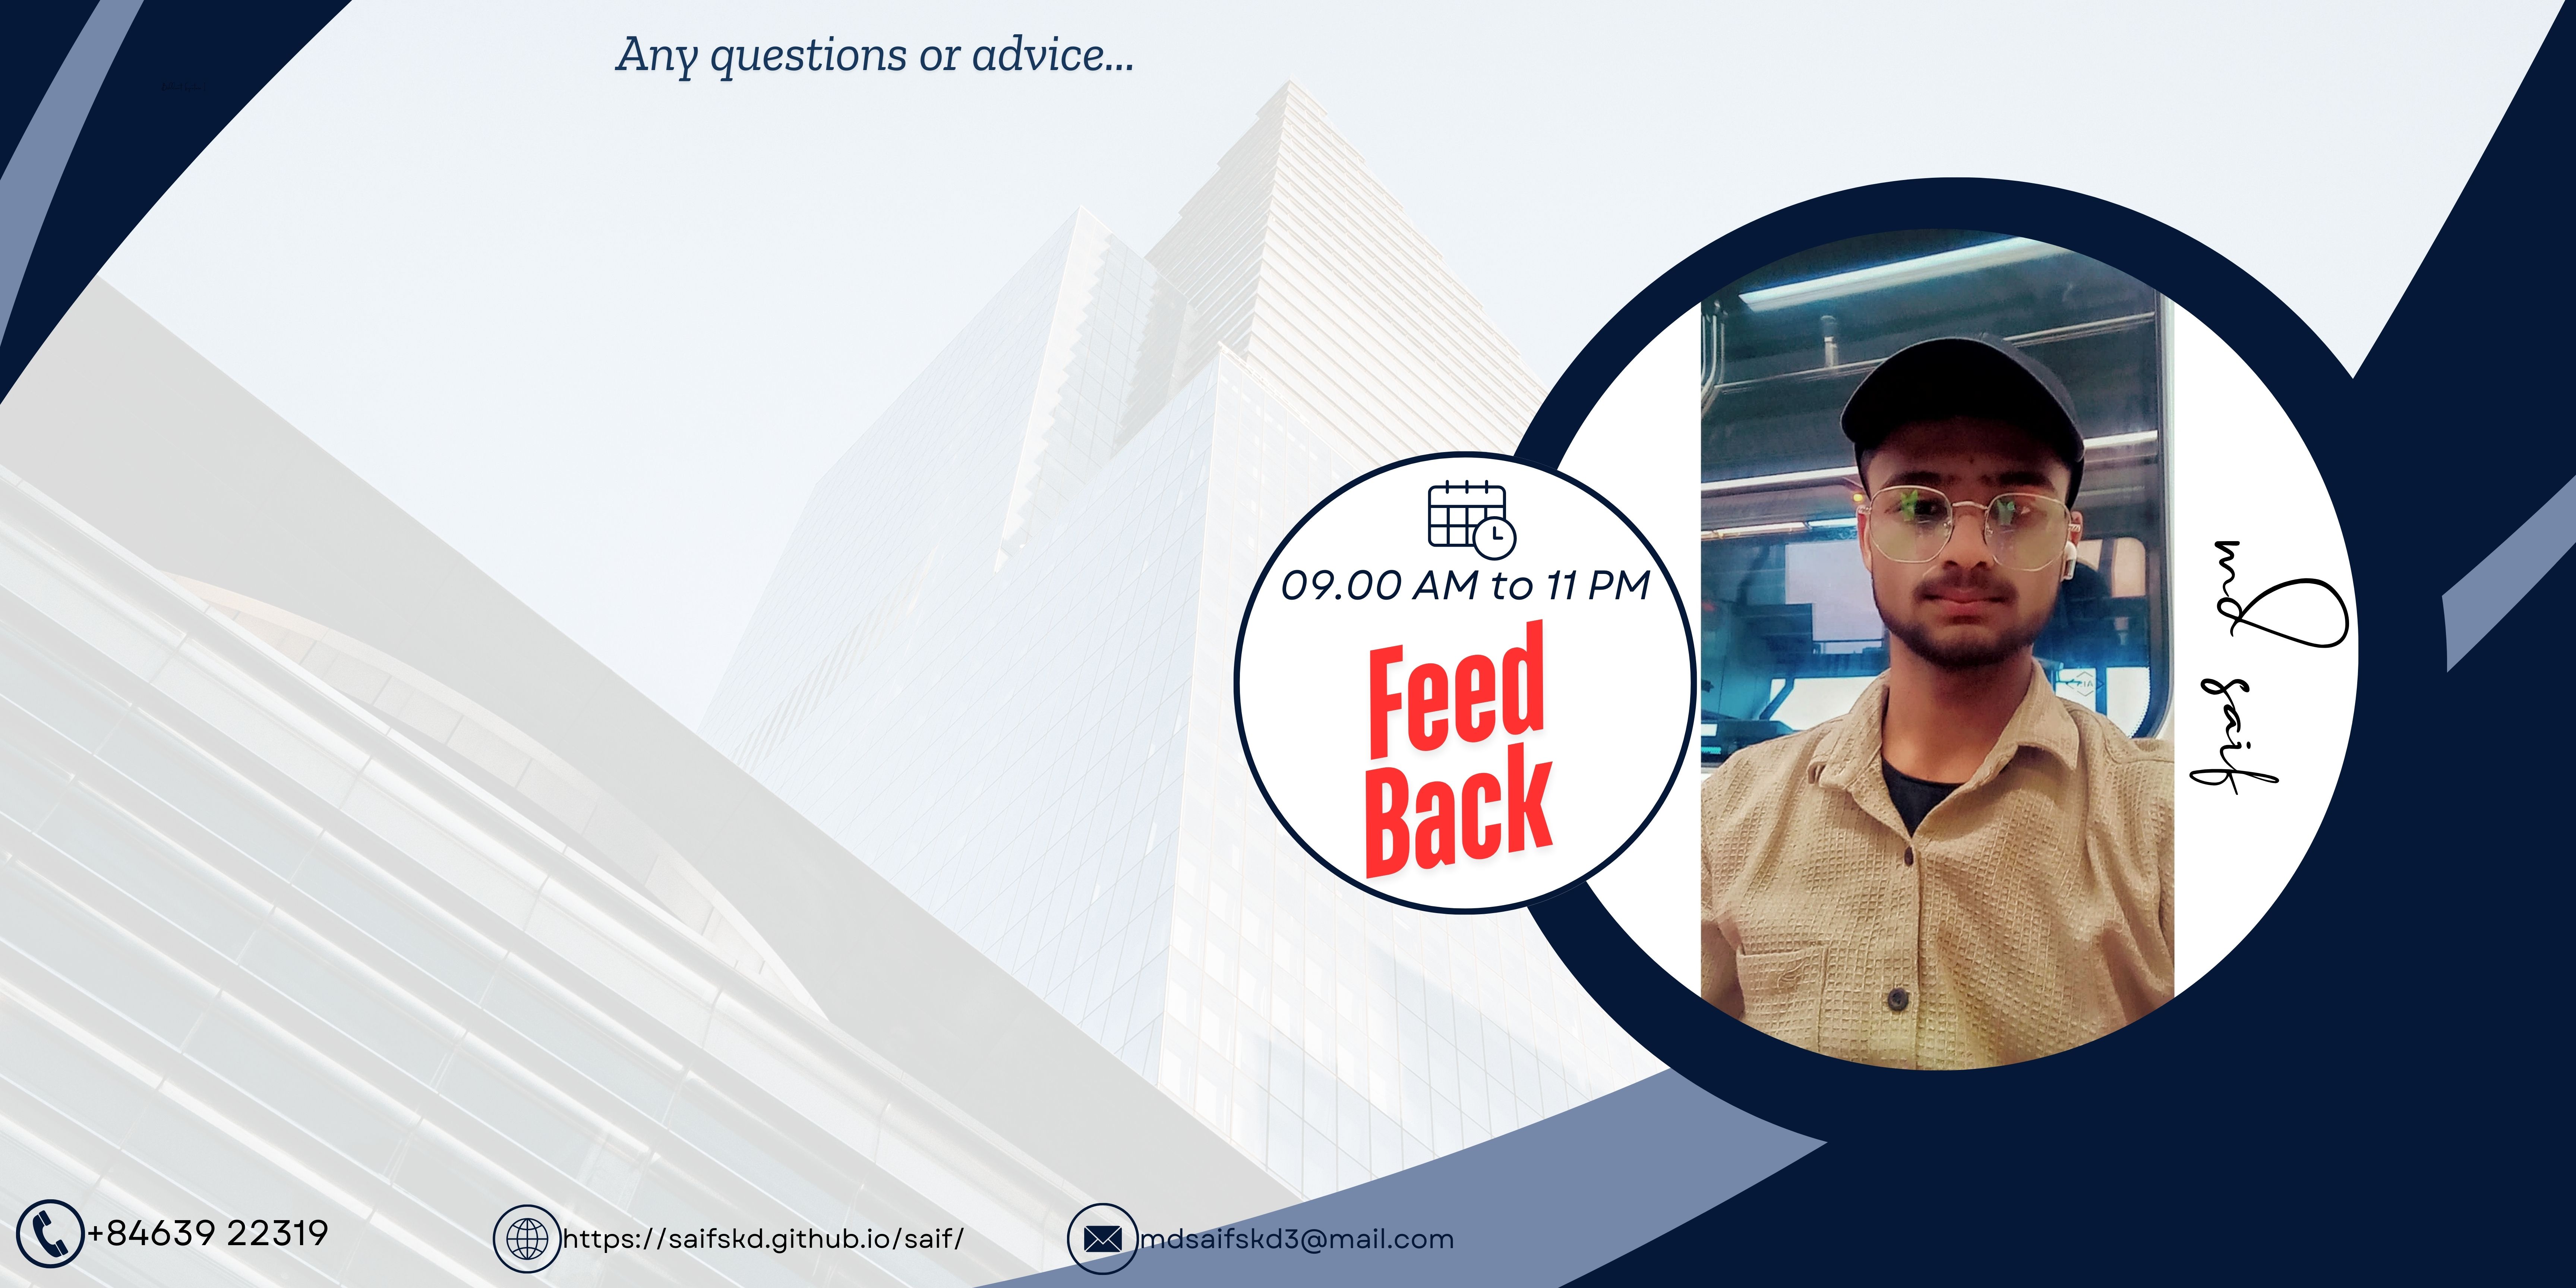 Any questions or advice...
09.00 AM to 11 PM
Feed
Back
md saif
+84639 22319
https://saifskd.github.io/saif/
mdsaifskd3@mail.com